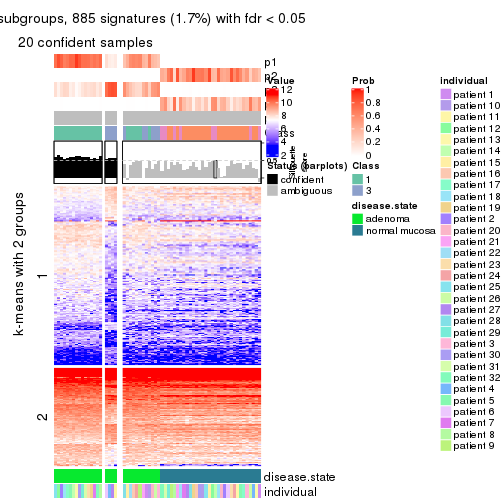 subgroups, 885 signatures (1.7%) with fdr < 0.05
20 confident samples
p1
p2
Value
12
10
8
6
4
2
Prob
1
0.8
0.6
0.4
0.2
0
individual
patient 1
patient 10
patient 11
patient 12
patient 13
patient 14
patient 15
patient 16
patient 17
patient 18
patient 19
patient 2
patient 20
patient 21
patient 22
patient 23
patient 24
patient 25
patient 26
patient 27
patient 28
patient 29
patient 3
patient 30
patient 31
patient 32
patient 4
patient 5
patient 6
patient 7
patient 8
patient 9
Silhouette
score
Status (barplots)
confident
ambiguous
Class
1
3
disease.state
adenoma
normal mucosa
k-means with 2 groups
1
2
disease.state
individual